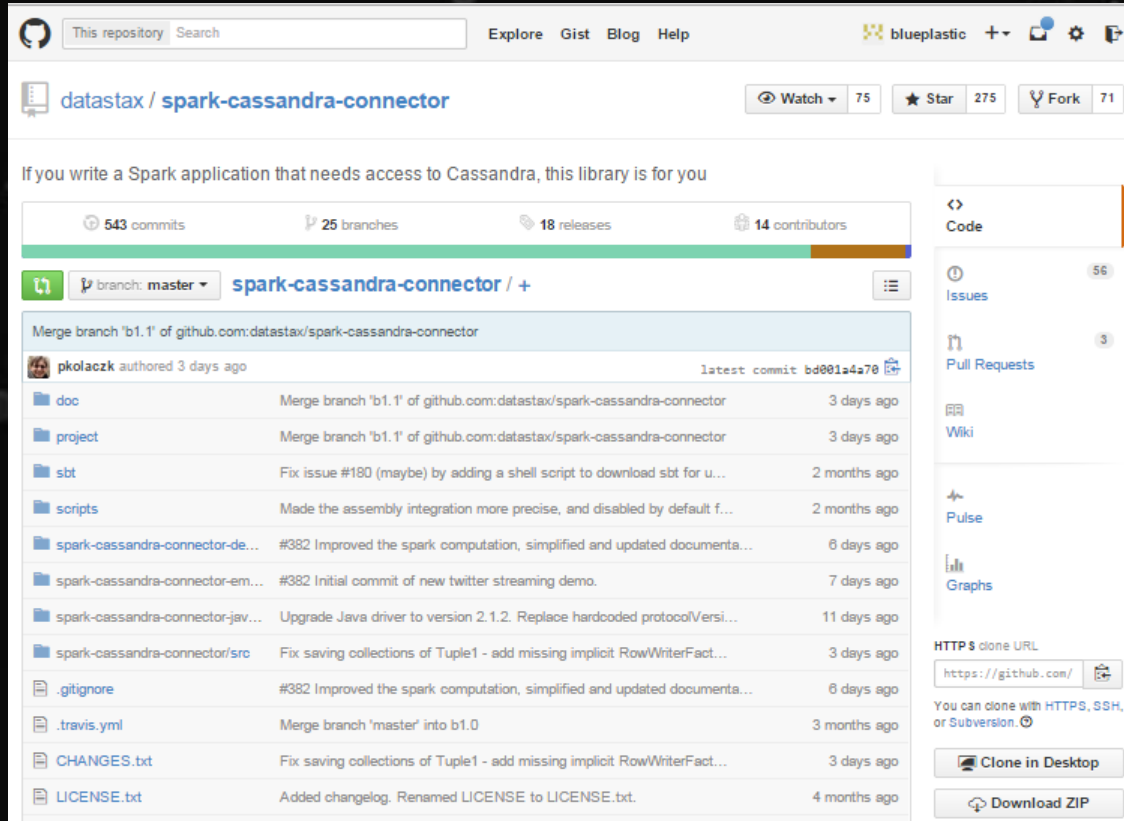 This repository Search Explore Gist Blog Help blueplastic
datastax / spark-cassandra-connector Watch 75 Star 275 Fork 71
If you write a Spark application that needs access to Cassandra, this library is for you
543 commits 25 branches 18 releases 14 contributors
branch: master spark-cassandra-connector / +
Merge branch 'b1.1' of github.com:datastax/spark-cassandra-connector
pkolaczk authored 3 days ago latest commit bd001a4a70
doc Merge branch 'b1.1' of github.com:datastax/spark-cassandra-connector 3 days ago
project Merge branch 'b1.1' of github.com:datastax/spark-cassandra-connector 3 days ago
sbt Fix issue #180 (maybe) by adding a shell script to download sbt for u... 2 months ago
scripts Made the assembly integration more precise, and disabled by default f... 2 months ago
spark-cassandra-connector-de... #382 Improved the spark computation, simplified and updated documenta... 6 days ago
spark-cassandra-connector-em... #382 Initial commit of new twitter streaming demo. 7 days ago
spark-cassandra-connector-jav... Upgrade Java driver to version 2.1.2. Replace hardcoded protocolVersi... 11 days ago
spark-cassandra-connector/src Fix saving collections of Tuple1 - add missing implicit RowWriterFact... 3 days ago
.gitignore #382 Improved the spark computation, simplified and updated documenta... 6 days ago
.travis.yml Merge branch 'master' into b1.0 3 months ago
CHANGES.txt Fix saving collections of Tuple1 - add missing implicit RowWriterFact... 3 days ago
LICENSE.txt Added changelog. Renamed LICENSE to LICENSE.txt. 4 months ago
Code
Issues 56
Pull Requests 3
Wiki
Pulse
Graphs
HTTPS clone URL
https://github.com/
You can clone with HTTPS, SSH,
or Subversion.
Clone in Desktop
Download ZIP